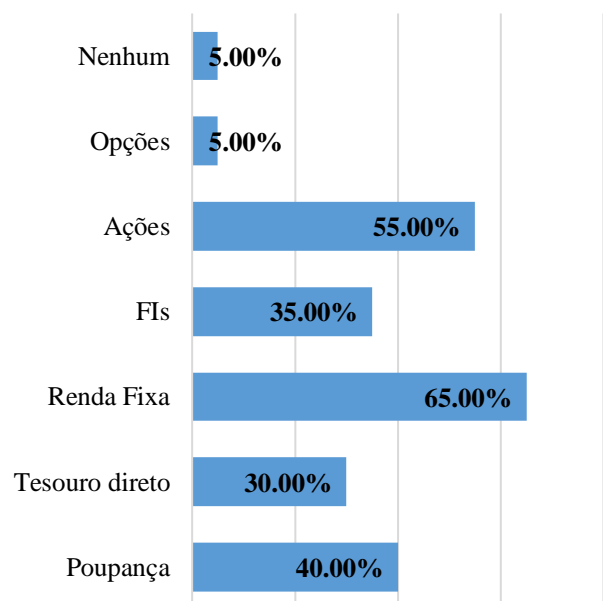 Nenhum 5.00%
Opções 5.00%
Ações 55.00%
FIs 35.00%
Renda Fixa 65.00%
Tesouro direto 30.00%
Poupança 40.00%